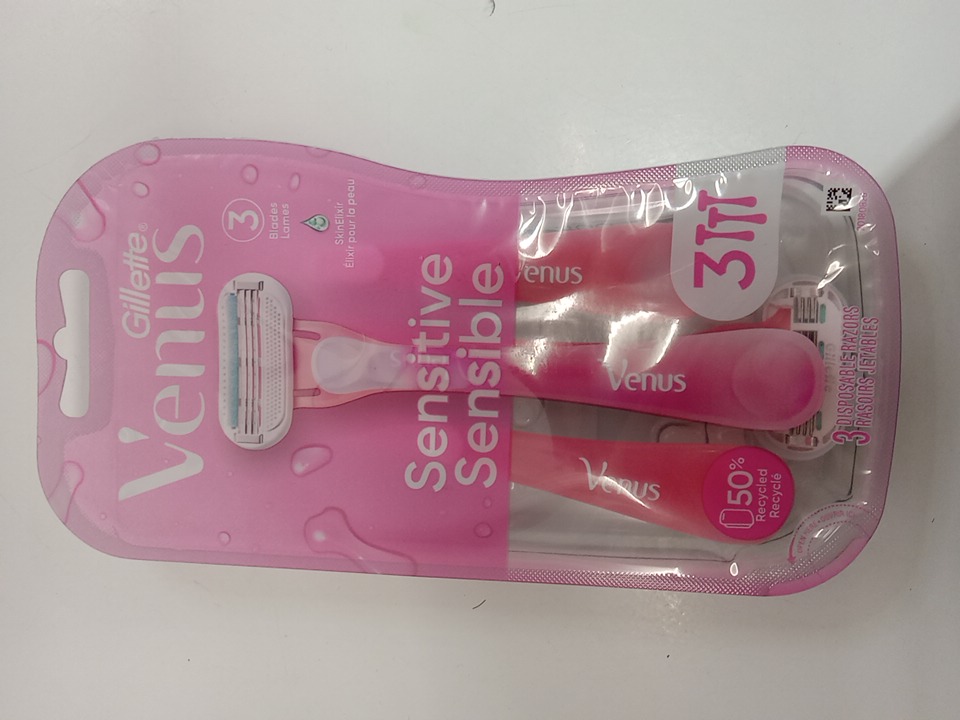 Gillette®
Venus
3
Blades
Lames
SkinElixir
Élixir pour la peau
Sensitive
Sensible
Venus
Venus
Venus
3
50%
Recycled
Recyclé
3 DISPOSABLE RAZORS
RASOIRS JETABLES